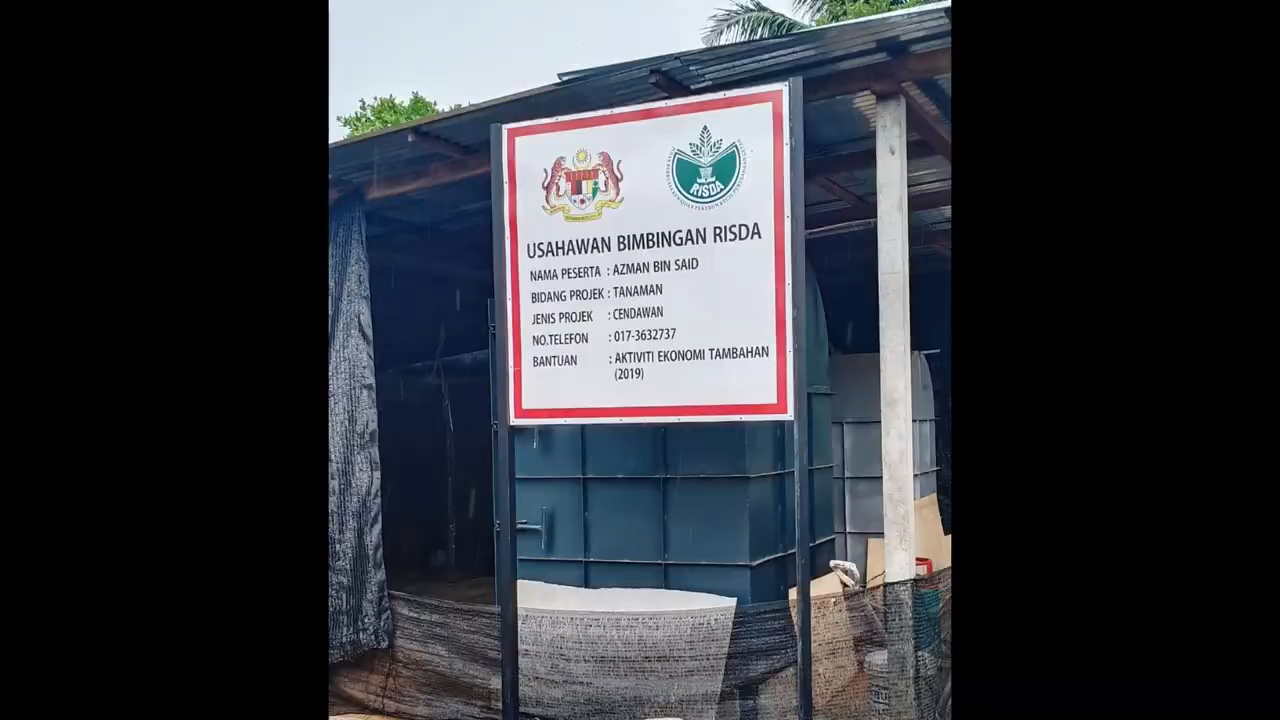 RISDA
USAHAWAN BIMBINGAN RISDA
NAMA PESERTA : AZMAN BIN SAID
BIDANG PROJEK : TANAMAN
JENIS PROJEK : CENDAWAN
NO.TELEFON : 017-3632737
BANTUAN : AKTIVITI EKONOMI TAMBAHAN
(2019)